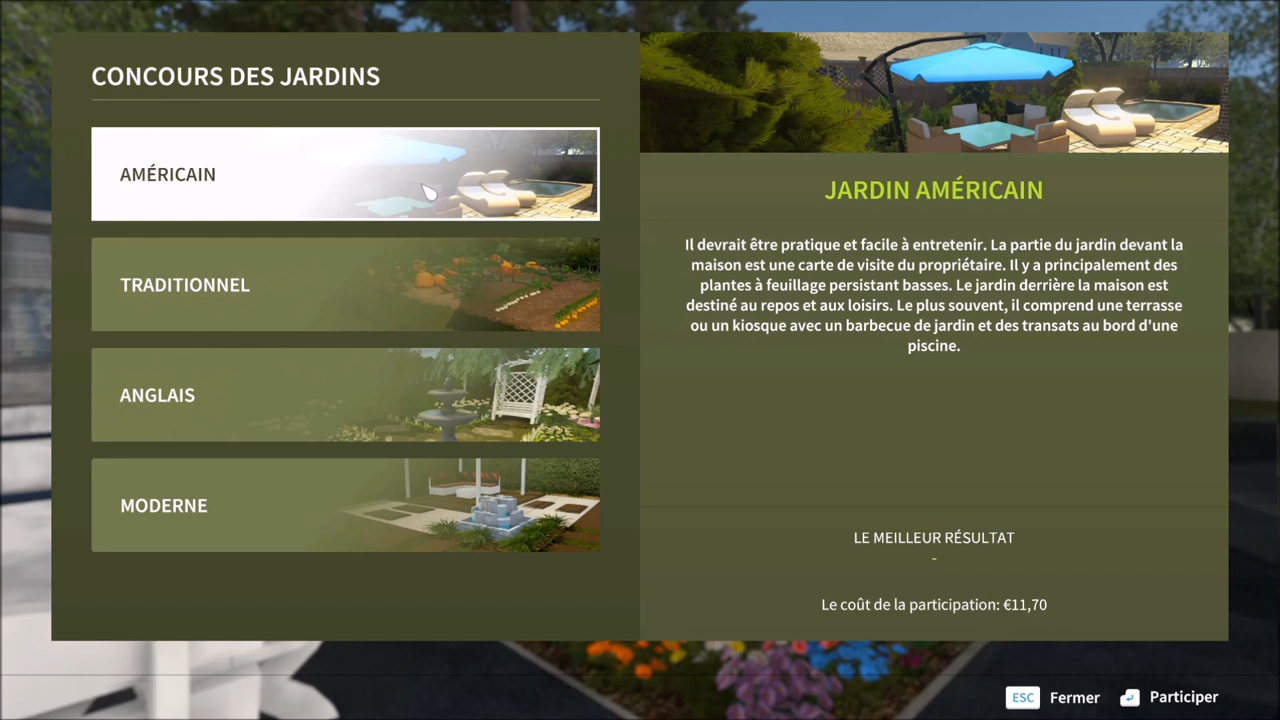 CONCOURS DES JARDINS
AMÉRICAIN
TRADITIONNEL
ANGLAIS
MODERNE
JARDIN AMÉRICAIN
Il devrait être pratique et facile à entretenir. La partie du jardin devant la
maison est une carte de visite du propriétaire. Il y a principalement des
plantes à feuillage persistant basses. Le jardin derrière la maison est
destiné au repos et aux loisirs. Le plus souvent, il comprend une terrasse
ou un kiosque avec un barbecue de jardin et des transats au bord d'une
piscine.
LE MEILLEUR RÉSULTAT
-
Le coût de la participation: €11,70
ESC Fermer Participer